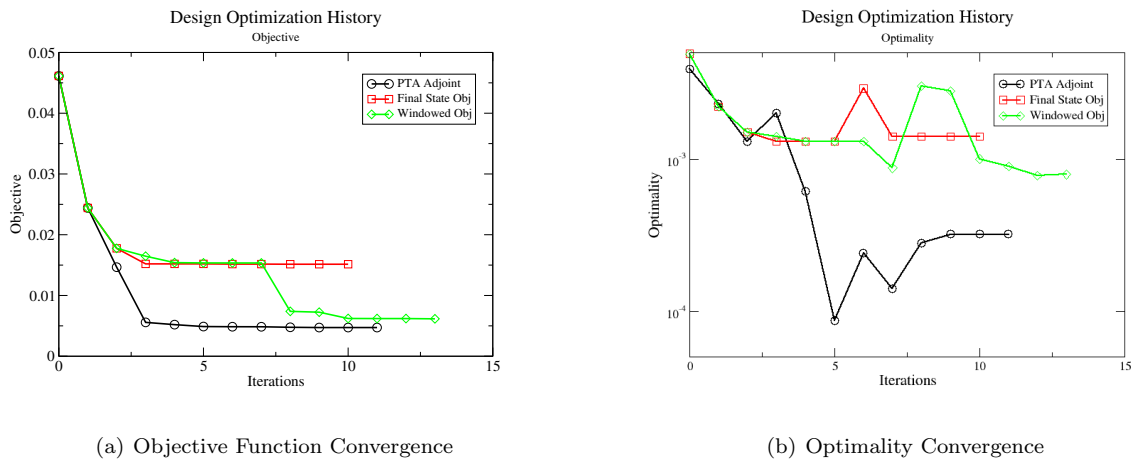 Design Optimization History
Objective
0.05
0.04
0.03
0.02
0.01
0
Objective
PTA Adjoint
Final State Obj
Windowed Obj
0 5 10 15
Iterations
(a) Objective Function Convergence
Design Optimization History
Optimality
10^-3
10^-4
Optimality
PTA Adjoint
Final State Obj
Windowed Obj
0 5 10 15
Iterations
(b) Optimality Convergence